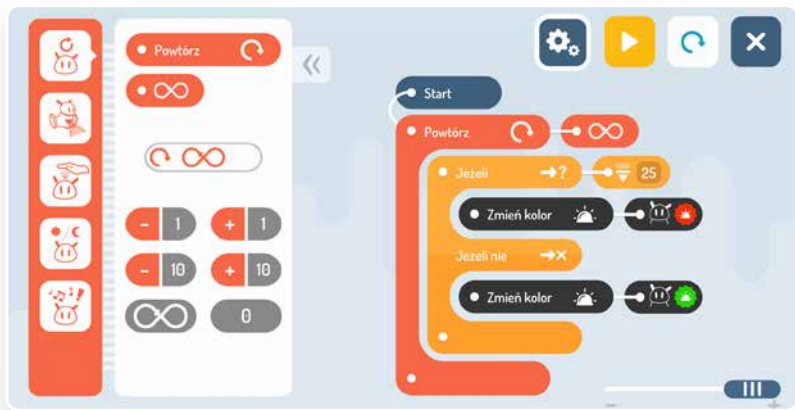 Powtórz
- 1 + 1
- 10 + 10
0
Start
Powtórz
Jeżeli → ? 25
Zmień kolor
Jeżeli nie → ×
Zmień kolor
- +